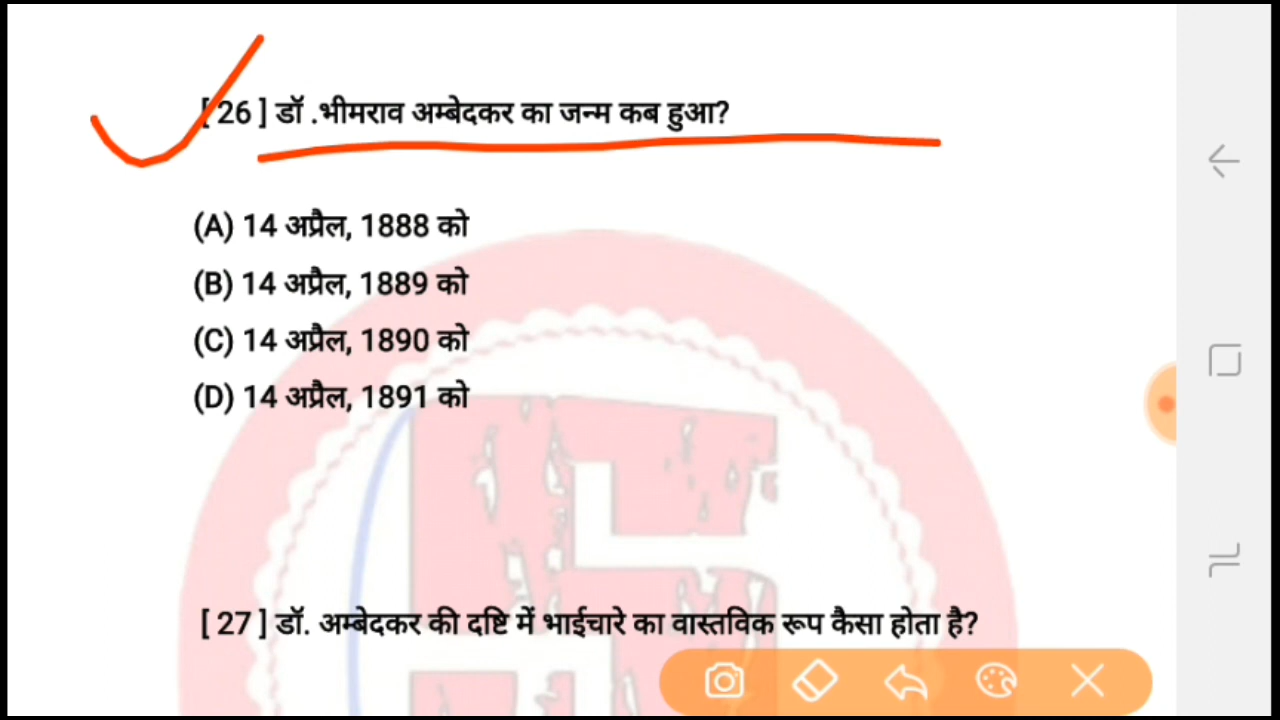 [ 26 ] डॉ .भीमराव अम्बेदकर का जन्म कब हुआ?
(A) 14 अप्रैल, 1888 को
(B) 14 अप्रैल, 1889 को
(C) 14 अप्रैल, 1890 को
(D) 14 अप्रैल, 1891 को
[ 27 ] डॉ. अम्बेदकर की दष्टि में भाईचारे का वास्तविक रूप कैसा होता है?